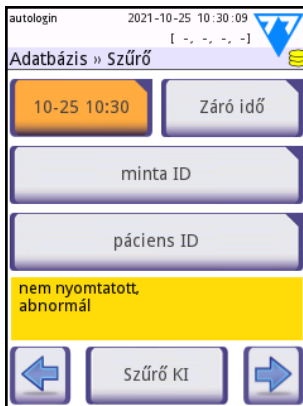 autologin 2021-10-25 10:30:09
[ -, -, -, -]
Adatbázis » Szűrő
10-25 10:30 Záró idő
minta ID
páciens ID
nem nyomtatott,
abnormál
Szűrő KI